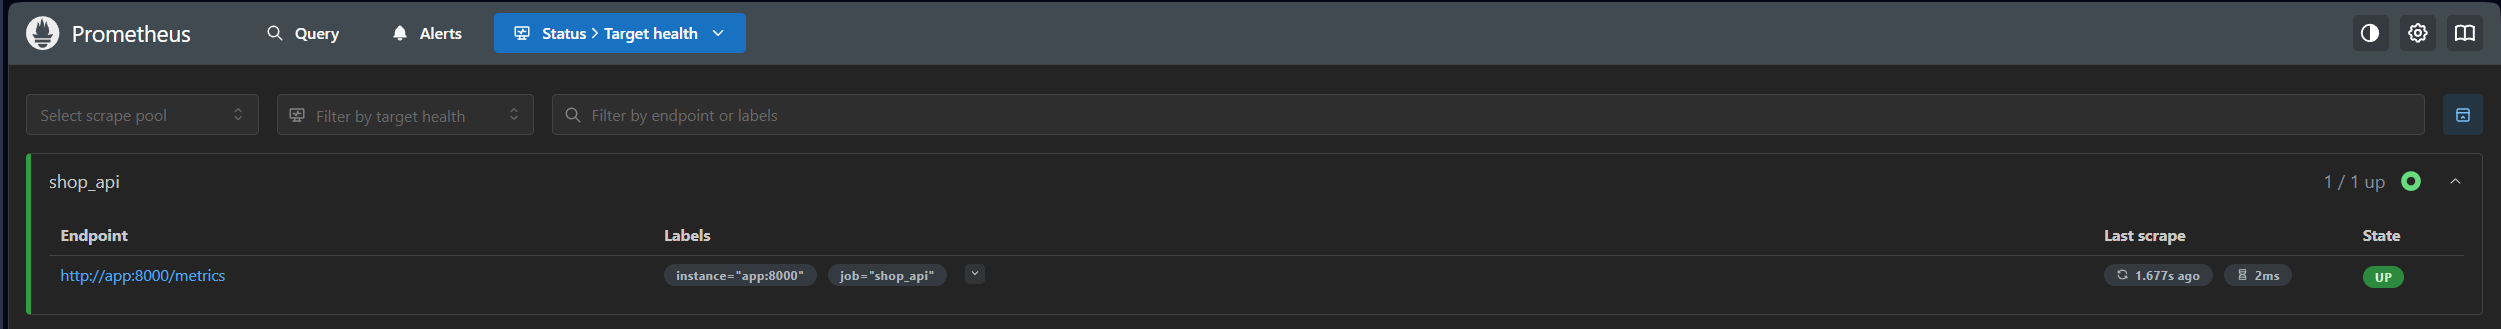 Prometheus Query Alerts Status > Target health
Select scrape pool Filter by target health Filter by endpoint or labels
shop_api 1 / 1 up
Endpoint Labels Last scrape State
http://app:8000/metrics instance="app:8000" job="shop_api" 1.677s ago 2ms UP